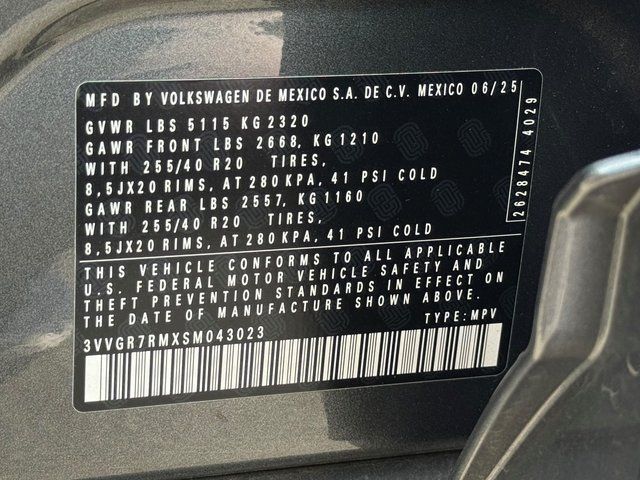 MFD BY VOLKSWAGEN DE MEXICO S.A. DE C.V. MEXICO 06/25
GVWR LBS 5115 KG 2320
GAWR FRONT LBS 2668, KG 1210
WITH 255/40 R20 TIRES,
8,5JX20 RIMS, AT 280 KPA, 41 PSI COLD
GAWR REAR LBS 2557, KG 1160
WITH 255/40 R20 TIRES,
8,5JX20 RIMS, AT 280 KPA, 41 PSI COLD
2628474 4029
THIS VEHICLE CONFORMS TO ALL APPLICABLE
U.S. FEDERAL MOTOR VEHICLE SAFETY AND
THEFT PREVENTION STANDARDS IN EFFECT ON
THE DATE OF MANUFACTURE SHOWN ABOVE.
3VVGR7RMXSM043023 TYPE: MPV